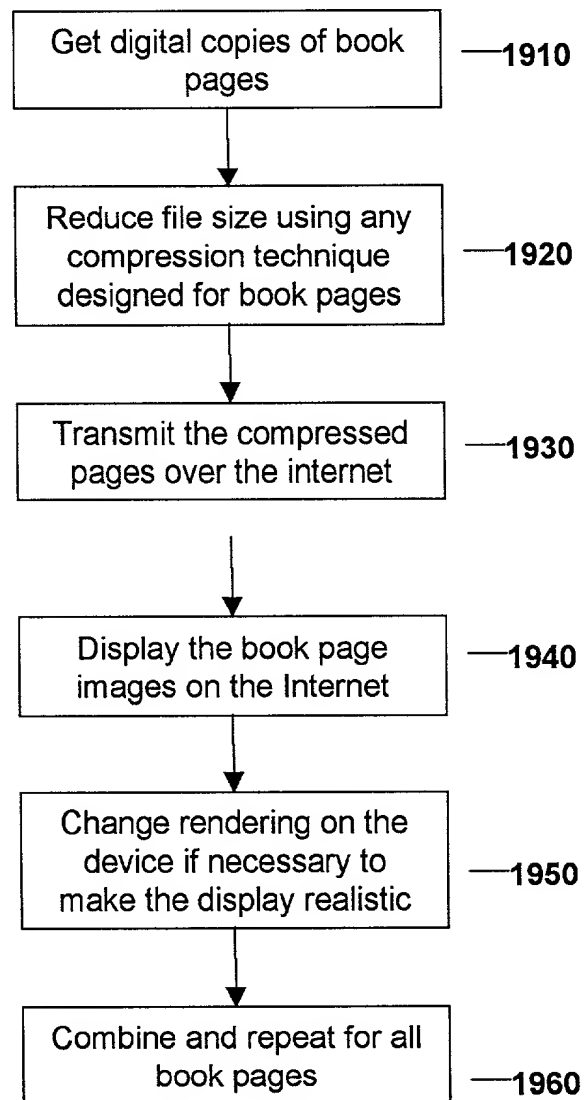 Get digital copies of book
pages
1910
Reduce file size using any
compression technique
designed for book pages
1920
Transmit the compressed
pages over the internet
1930
Display the book page
images on the Internet
1940
Change rendering on the
device if necessary to
make the display realistic
1950
Combine and repeat for all
book pages
1960